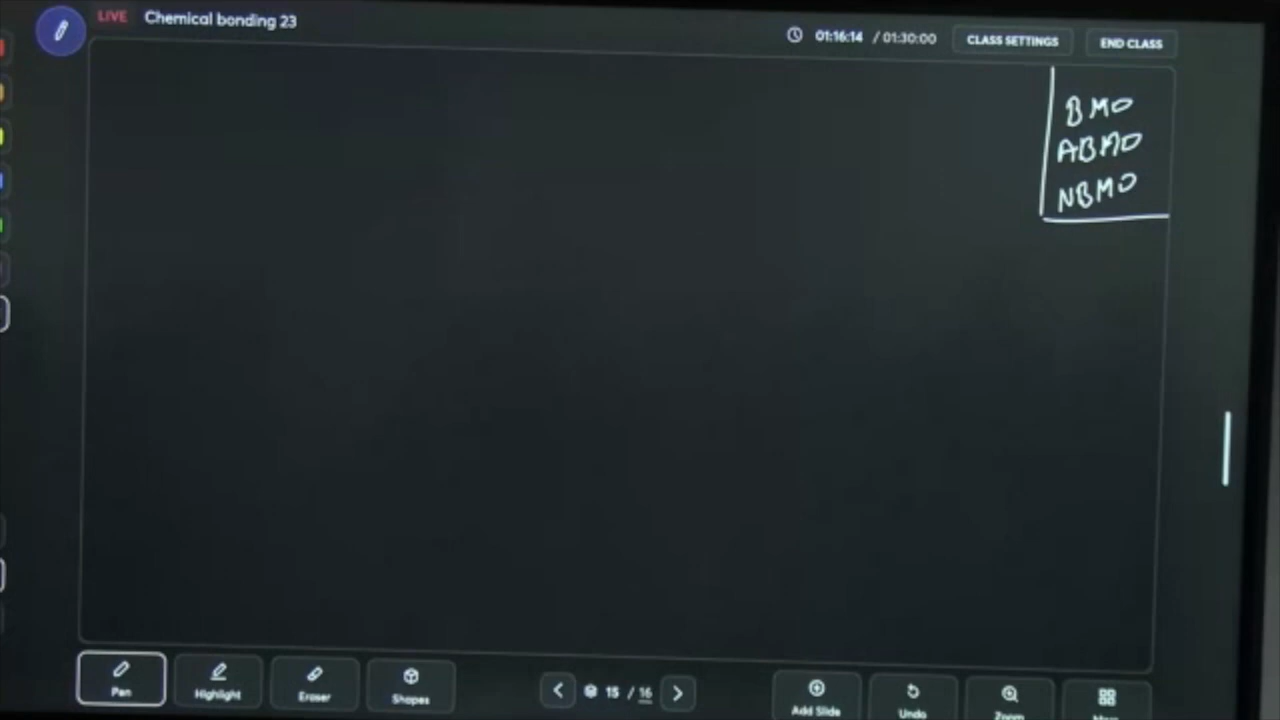 LIVE Chemical bonding 23
01:16:14 / 01:30:00 CLASS SETTINGS END CLASS
BMO
ABMO
NBMO
Pen Highlight Eraser Shapes 15 / 16 Add Slide Undo Zoom